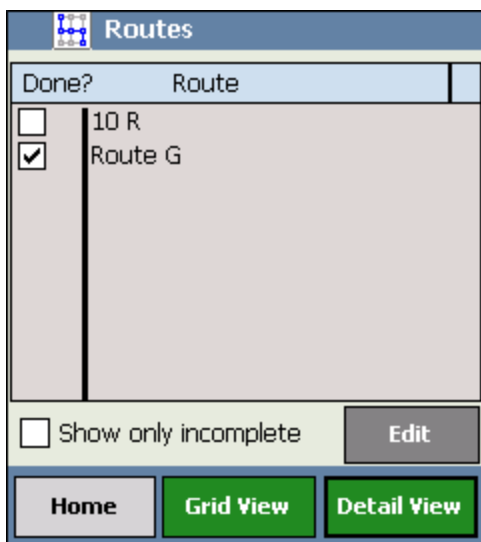 Routes
Done? Route
10 R
Route G
Show only incomplete Edit
Home Grid View Detail View